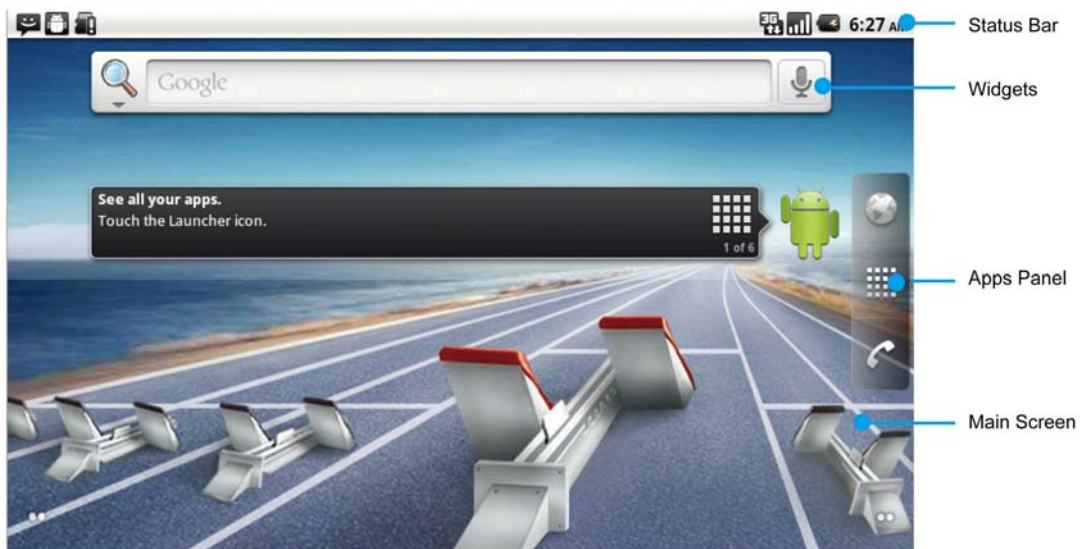 3G
6:27 AM
Status Bar
Google
Widgets
See all your apps.
Touch the Launcher icon.
1 of 6
Apps Panel
Main Screen